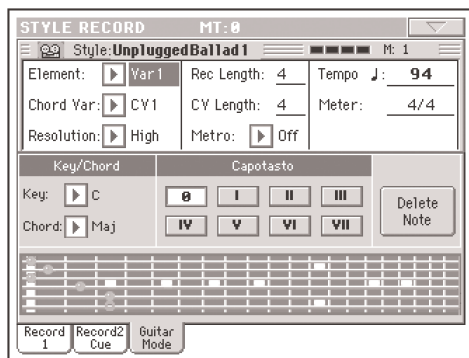 STYLE RECORD MT:0
Style:UnpluggedBallad1 M: 1
Element: Var1 Rec Length: 4 Tempo ♩: 94
Chord Var: CV1 CV Length: 4 Meter: 4/4
Resolution: High Metro: Off
Key/Chord Capotasto
Key: C 0 I II III
Chord: Maj IV V VI VII
Delete
Note
Record
1
Record2
Cue
Guitar
Mode